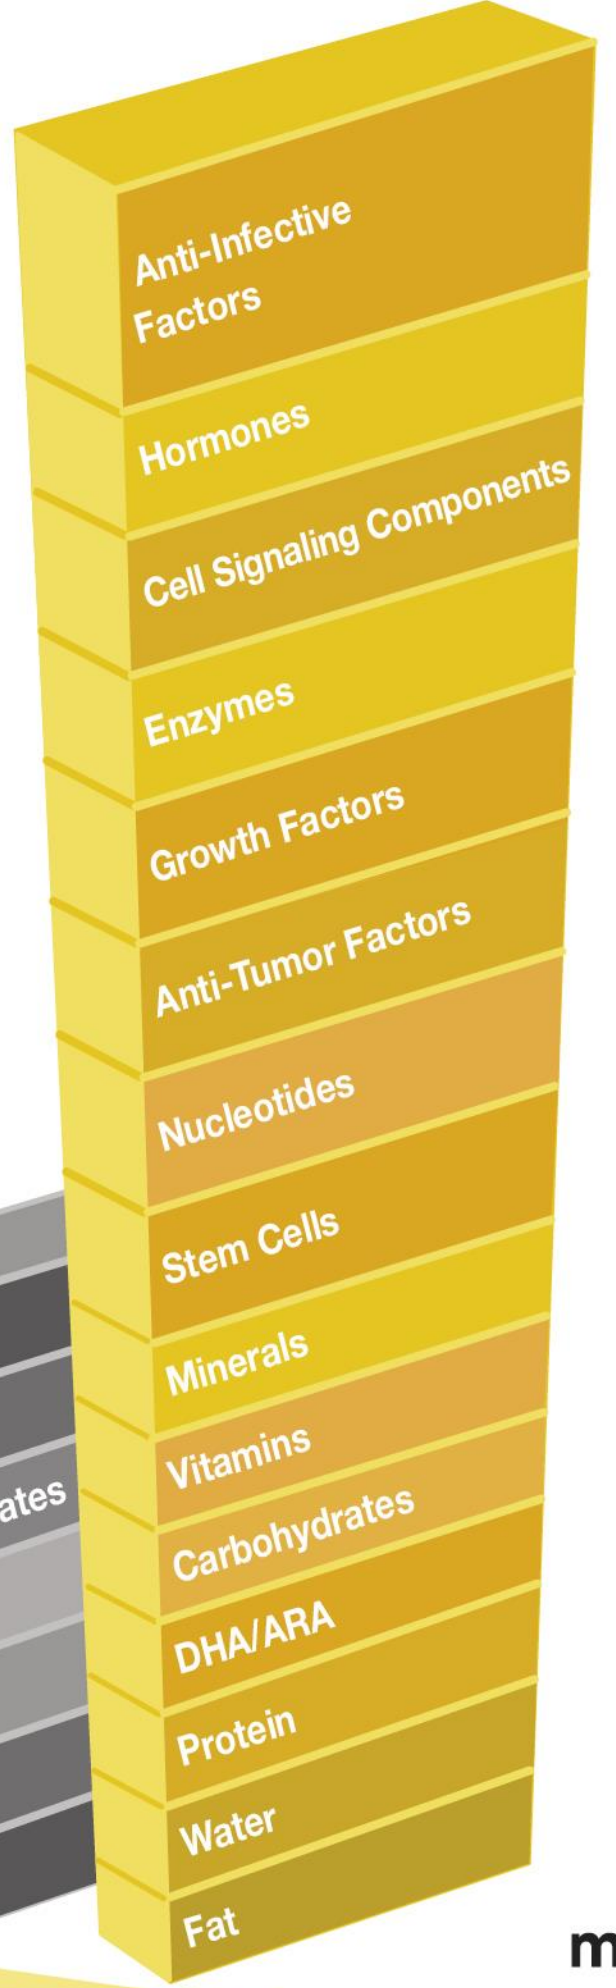 Anti-Infective
Factors
Hormones
Cell Signaling Components
Enzymes
Growth Factors
Anti-Tumor Factors
Nucleotides
Stem Cells
Minerals
Vitamins
ates
Carbohydrates
DHA/ARA
Protein
Water
Fat
m